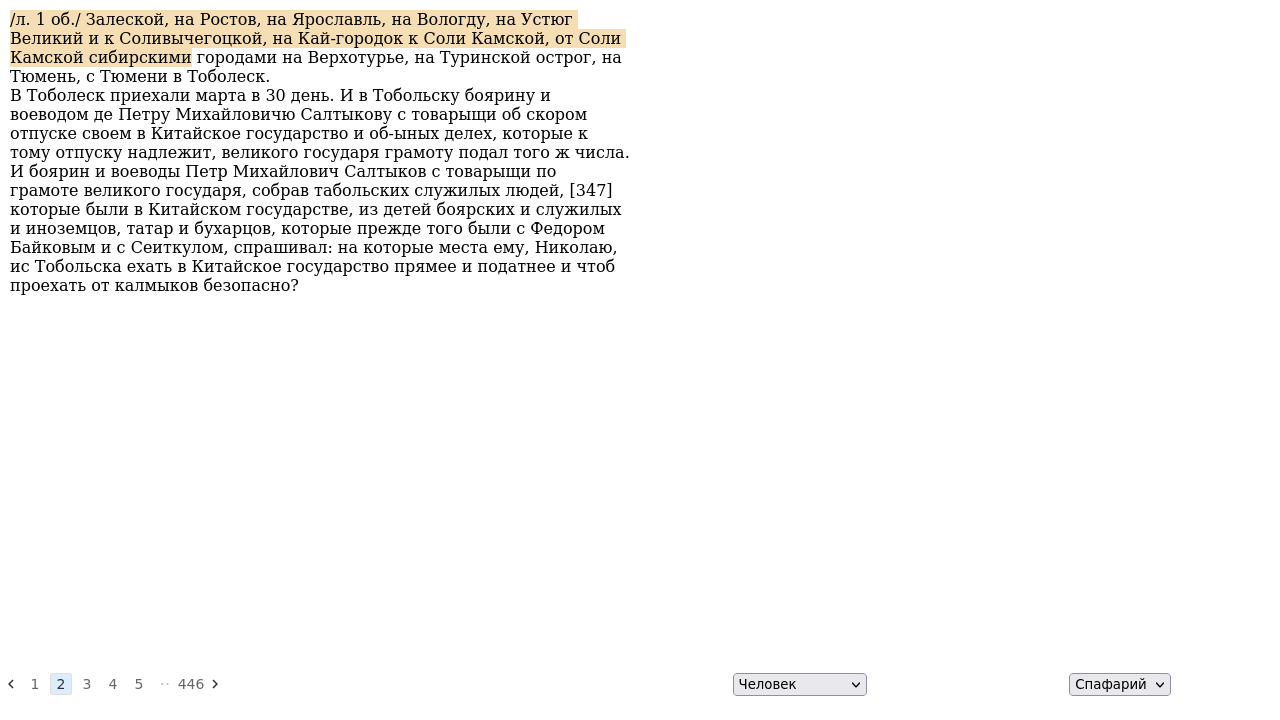 /л. 1 об./ Залеской, на Ростов, на Ярославль, на Вологду, на Устюг
Великий и к Соливычегоцкой, на Кай-городок к Соли Камской, от Соли
Камской сибирскими городами на Верхотурье, на Туринской острог, на
Тюмень, с Тюмени в Тоболеск.
В Тоболеск приехали марта в 30 день. И в Тобольску боярину и
воеводом де Петру Михайловичю Салтыкову с товарыщи об скором
отпуске своем в Китайское государство и об-ыных делех, которые к
тому отпуску надлежит, великого государя грамоту подал того ж числа.
И боярин и воеводы Петр Михайлович Салтыков с товарыщи по
грамоте великого государя, собрав табольских служилых людей, [347]
которые были в Китайском государстве, из детей боярских и служилых
и иноземцов, татар и бухарцов, которые прежде того были с Федором
Байковым и с Сеиткулом, спрашивал: на которые места ему, Николаю,
ис Тобольска ехать в Китайское государство прямее и податнее и чтоб
проехать от калмыков безопасно?
1 2 3 4 5 ·· 446
Человек
Спафарий